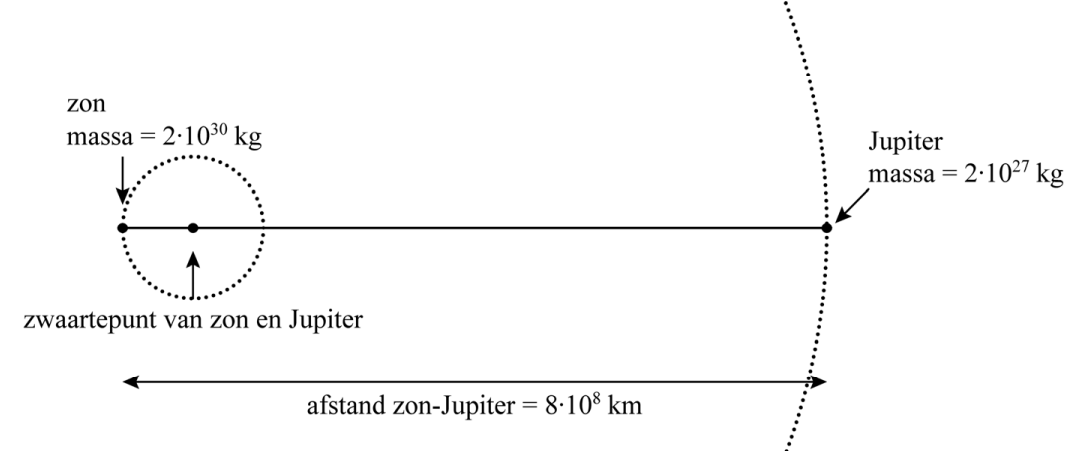 zon
massa = 2·10³⁰ kg
Jupiter
massa = 2·10²⁷ kg
zwaartepunt van zon en Jupiter
afstand zon-Jupiter = 8·10⁸ km